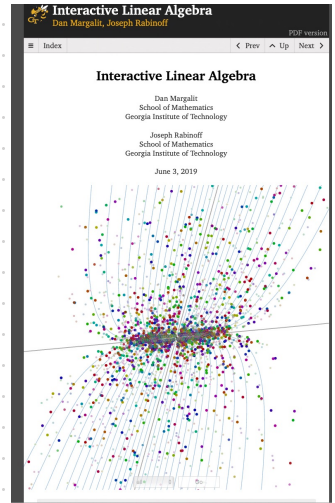 Interactive Linear Algebra
Dan Margalit, Joseph Rabinoff
PDF version
≡ Index < Prev ^ Up Next >
Interactive Linear Algebra
Dan Margalit
School of Mathematics
Georgia Institute of Technology
Joseph Rabinoff
School of Mathematics
Georgia Institute of Technology
June 3, 2019